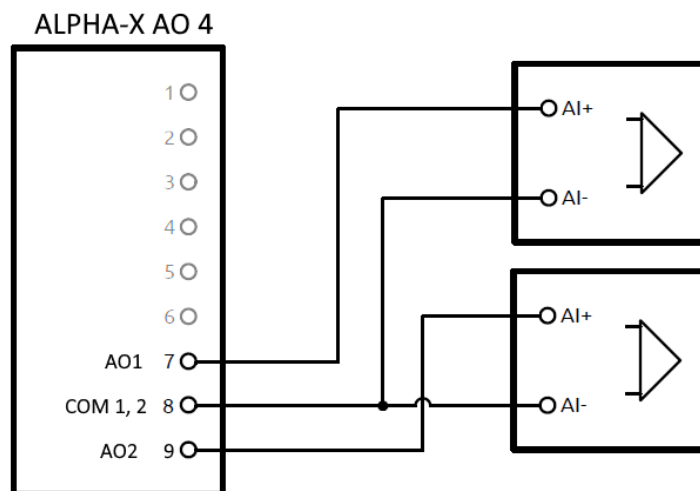 ALPHA-X AO 4
1
2
3
4
5
6
AO1 7
COM 1, 2 8
AO2 9
AI+
AI-
AI+
AI-